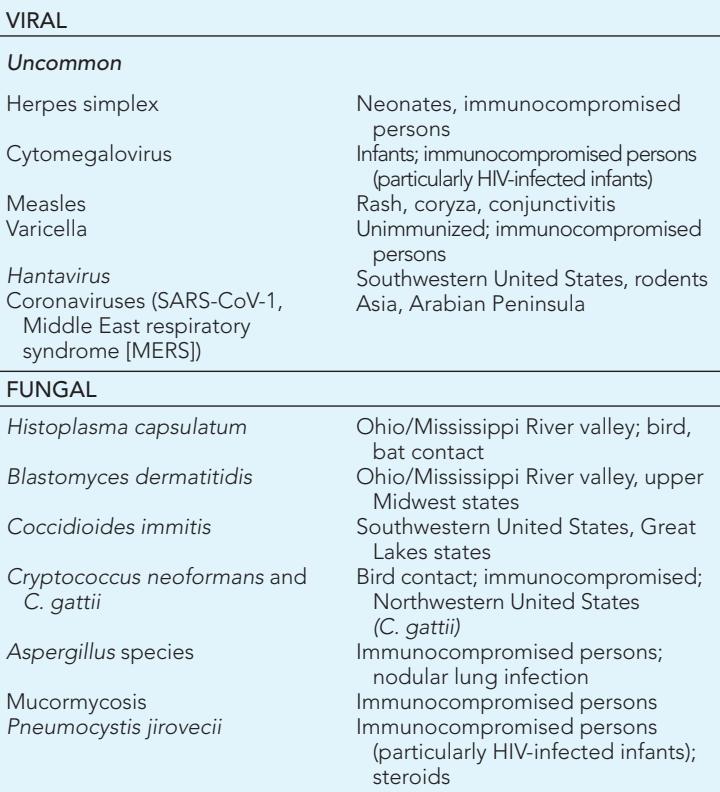 VIRAL
Uncommon
Herpes simplex Neonates, immunocompromised
persons
Cytomegalovirus Infants; immunocompromised persons
(particularly HIV-infected infants)
Measles Rash, coryza, conjunctivitis
Varicella Unimmunized; immunocompromised
persons
Hantavirus Southwestern United States, rodents
Coronaviruses (SARS-CoV-1, Asia, Arabian Peninsula
Middle East respiratory
syndrome [MERS])
FUNGAL
Histoplasma capsulatum Ohio/Mississippi River valley; bird,
bat contact
Blastomyces dermatitidis Ohio/Mississippi River valley, upper
Midwest states
Coccidioides immitis Southwestern United States, Great
Lakes states
Cryptococcus neoformans and Bird contact; immunocompromised;
C. gattii Northwestern United States
(C. gattii)
Aspergillus species Immunocompromised persons;
nodular lung infection
Mucormycosis Immunocompromised persons
Pneumocystis jirovecii Immunocompromised persons
(particularly HIV-infected infants);
steroids